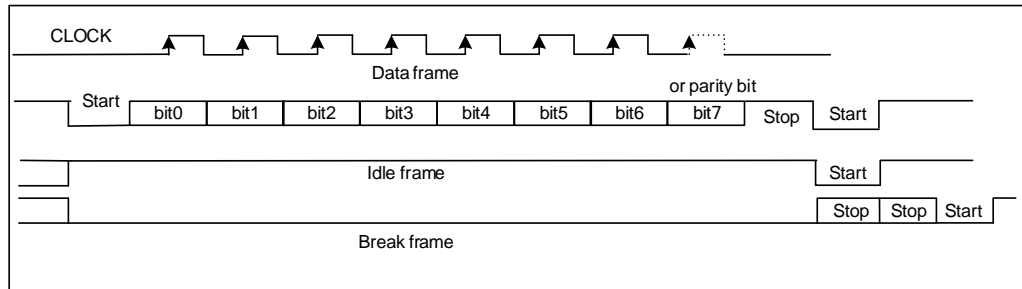 CLOCK
Data frame
or parity bit
Start bit0 bit1 bit2 bit3 bit4 bit5 bit6 bit7 Stop Start
Idle frame Start
Stop Stop Start
Break frame